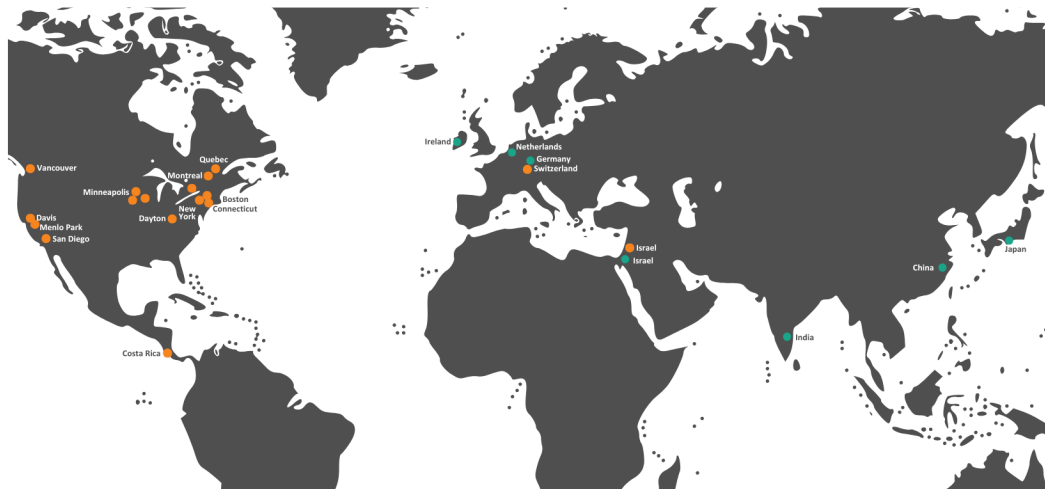 Ireland
Netherlands
Germany
Switzerland
Quebec
Montreal
Vancouver
Minneapolis
Boston
Connecticut
New
York
Dayton
Davis
Menlo Park
San Diego
Israel
Israel
Japan
China
India
Costa Rica